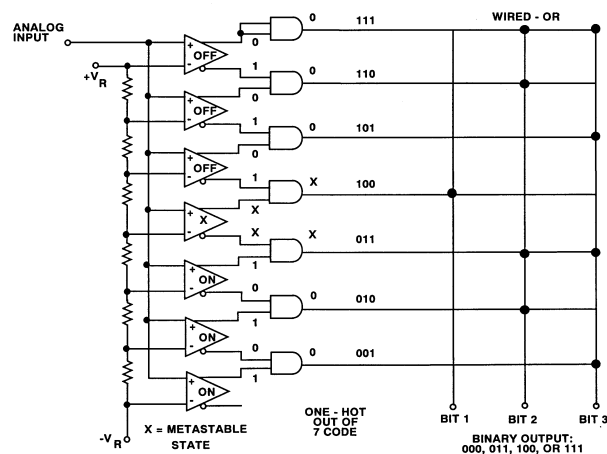 ANALOG
INPUT
+V R
+
-
OFF
0
1
0
111
WIRED - OR
+
-
OFF
0
1
0
110
+
-
OFF
0
1
0
101
+
-
X
X
X
X
100
+
-
ON
1
0
X
011
+
-
ON
1
0
0
010
+
-
ON
1
0
001
-V R
X = METASTABLE
STATE
ONE - HOT
OUT OF
7 CODE
BIT 1
BIT 2
BIT 3
BINARY OUTPUT:
000, 011, 100, OR 111